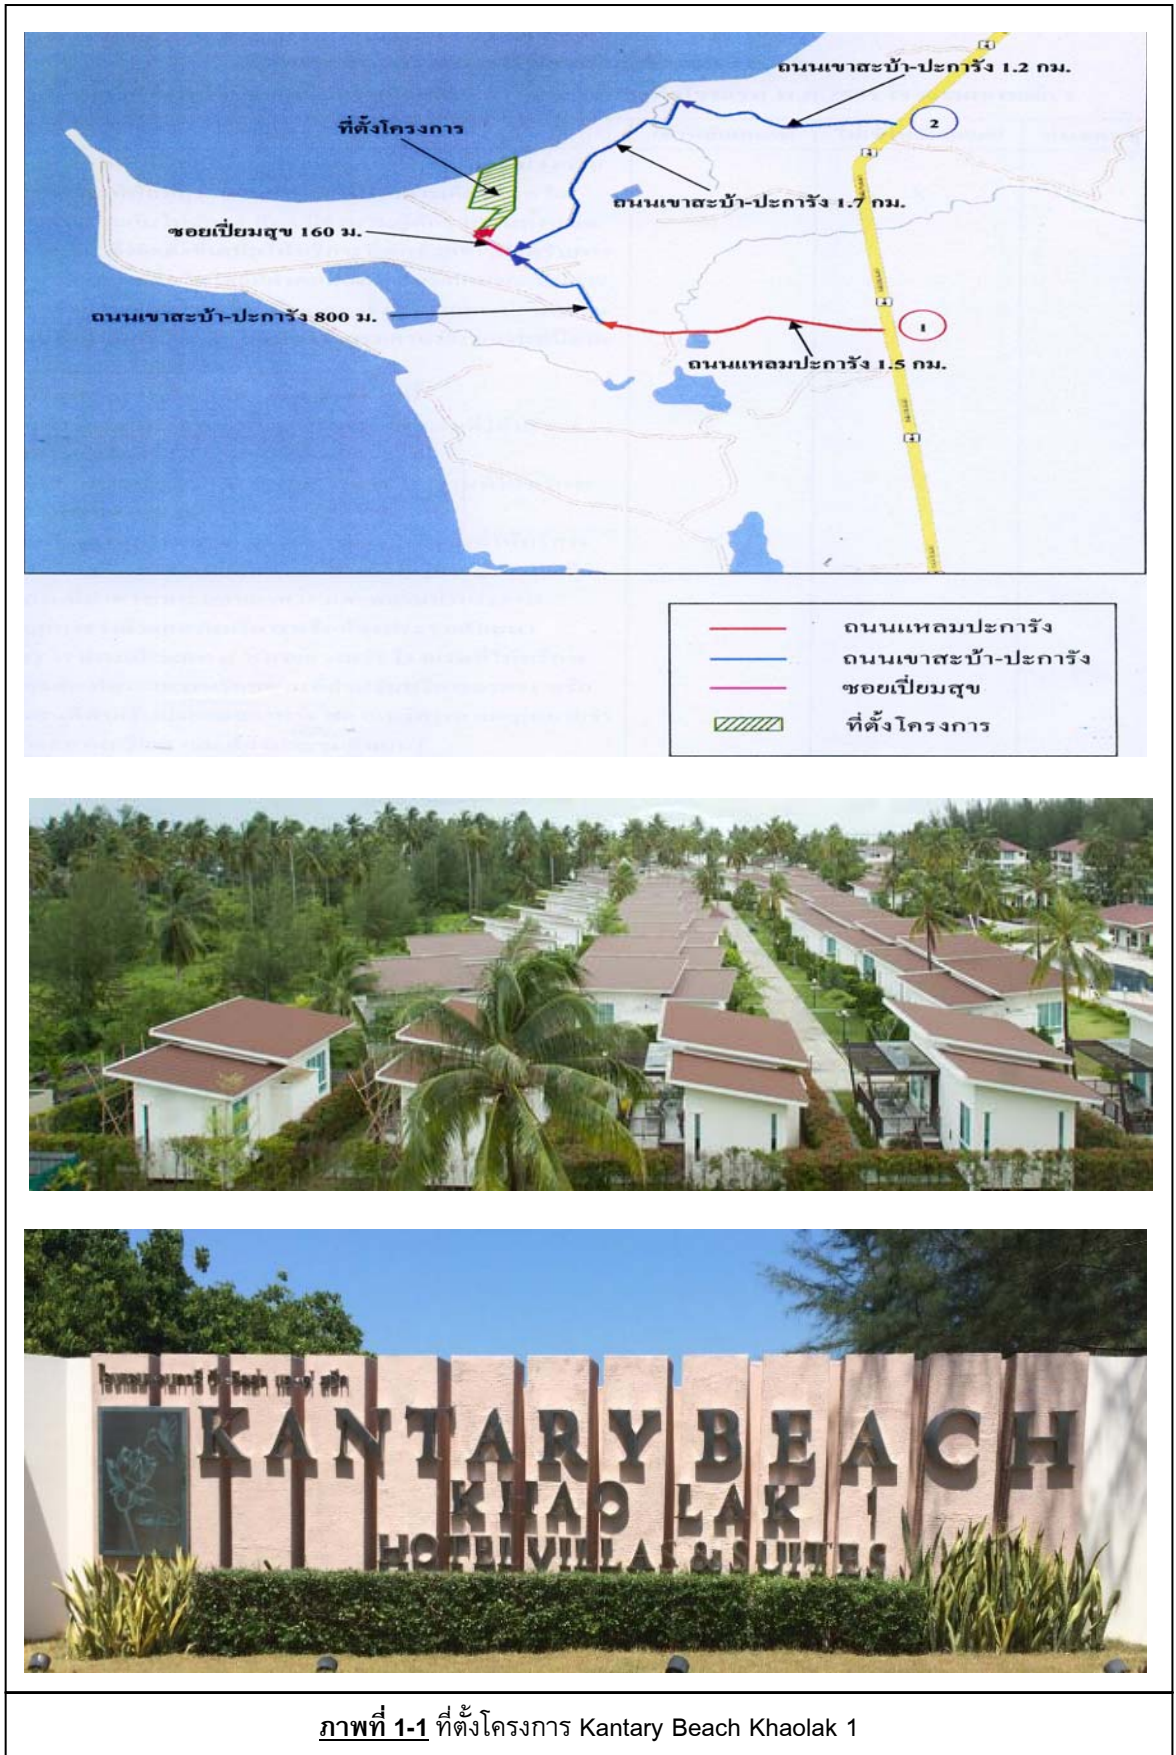 ถนนเขาสะบ้า-ปะการัง 1.2 กม.
ที่ตั้งโครงการ
2
ถนนเขาสะบ้า-ปะการัง 1.7 กม.
ซอยเปี่ยมสุข 160 ม.
ถนนเขาสะบ้า-ปะการัง 800 ม.
1
ถนนแหลมปะการัง 1.5 กม.
ถนนแหลมปะการัง
ถนนเขาสะบ้า-ปะการัง
ซอยเปี่ยมสุข
ที่ตั้งโครงการ
KANTARY BEACH
KHAO LAK 1
HOTEL VILLAS & SUITES
ภาพที่ 1-1 ที่ตั้งโครงการ Kantary Beach Khaolak 1